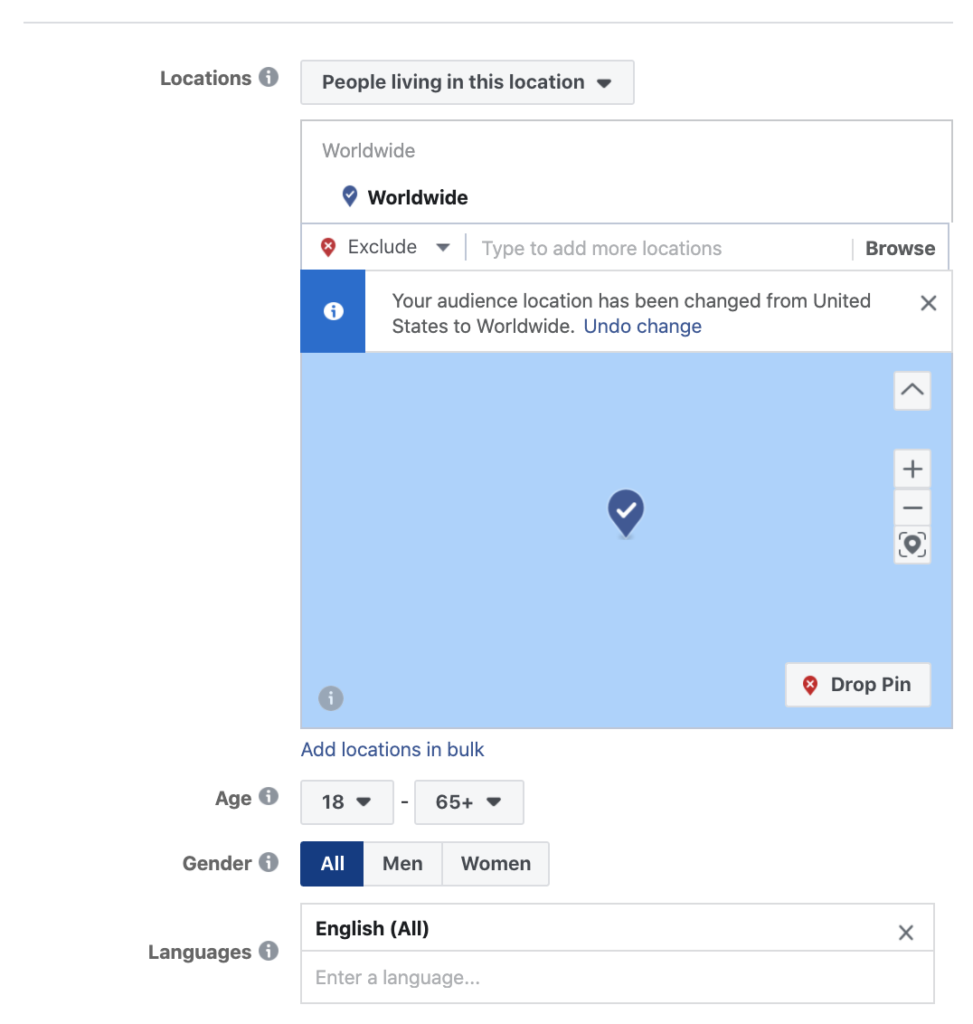 Locations
People living in this location
Worldwide
Worldwide
Exclude Type to add more locations Browse
Your audience location has been changed from United
States to Worldwide. Undo change
Drop Pin
Add locations in bulk
Age 18 - 65+
Gender All Men Women
Languages
English (All)
Enter a language...